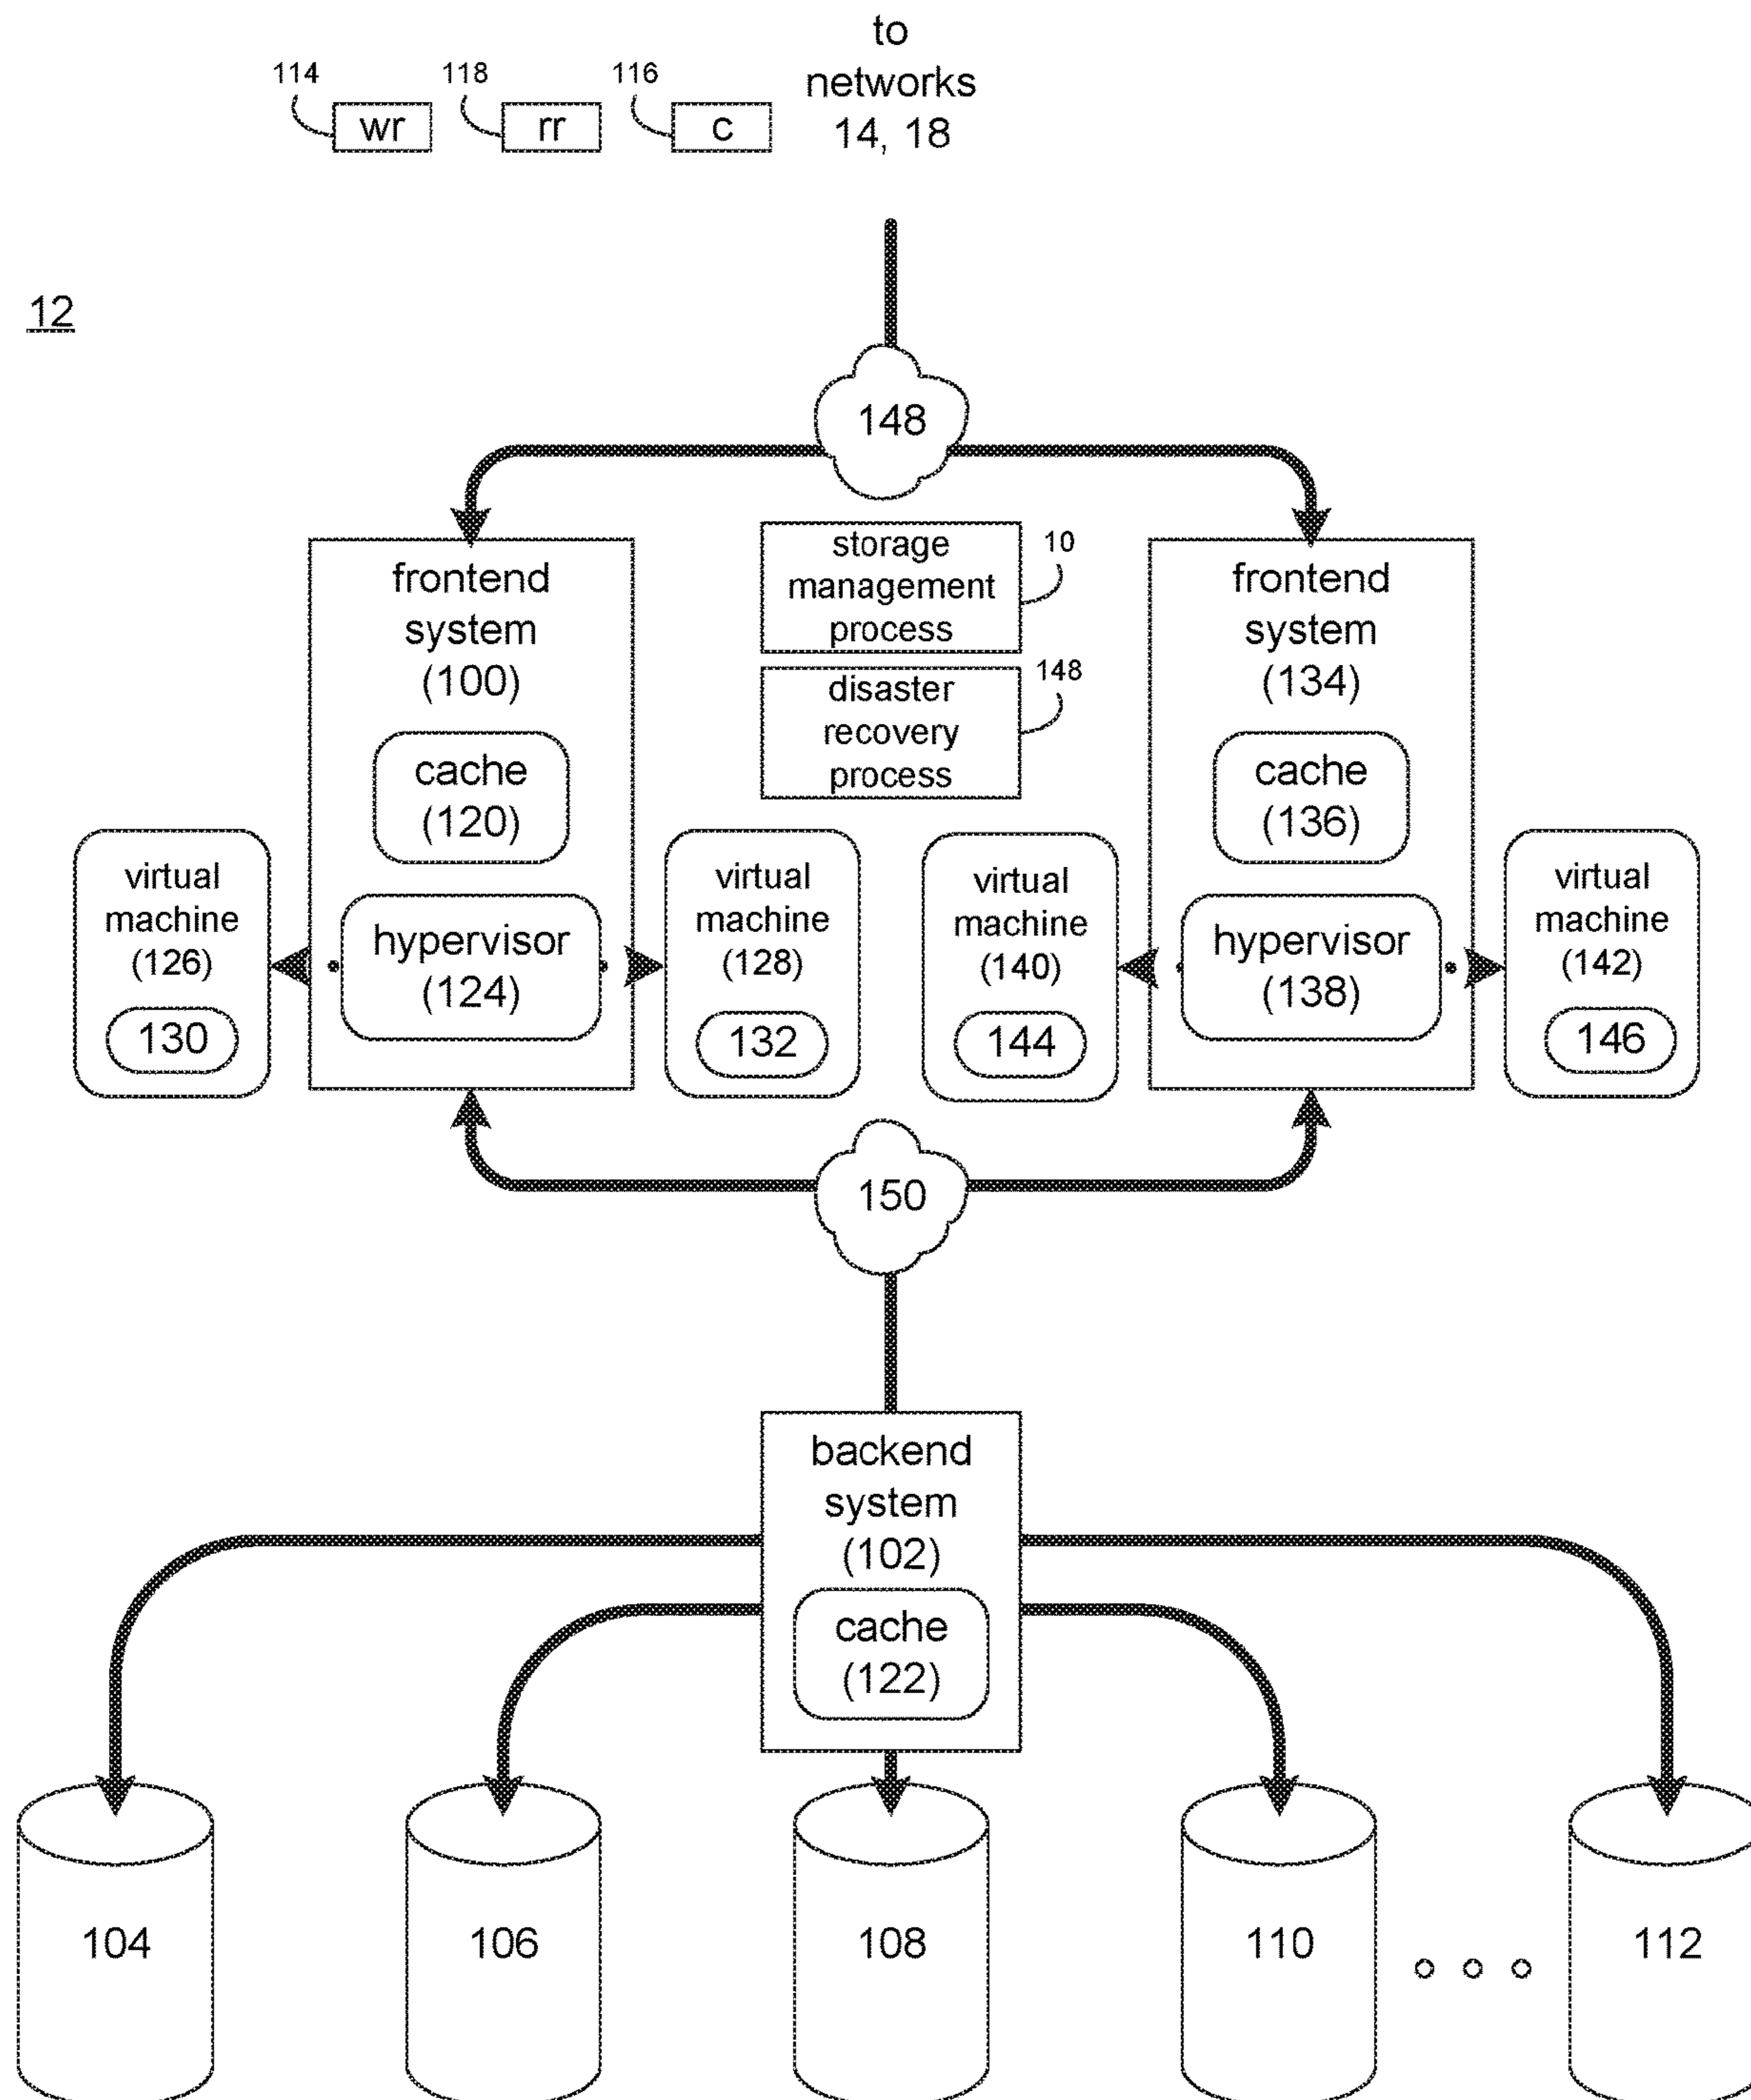 to
networks
14, 18
114
wr
118
rr
116
c
12
148
frontend
system
(100)
cache
(120)
hypervisor
(124)
virtual
machine
(126)
130
virtual
machine
(128)
132
storage
management
process
10
disaster
recovery
process
148
frontend
system
(134)
cache
(136)
hypervisor
(138)
virtual
machine
(140)
144
virtual
machine
(142)
146
150
backend
system
(102)
cache
(122)
104
106
108
110
112